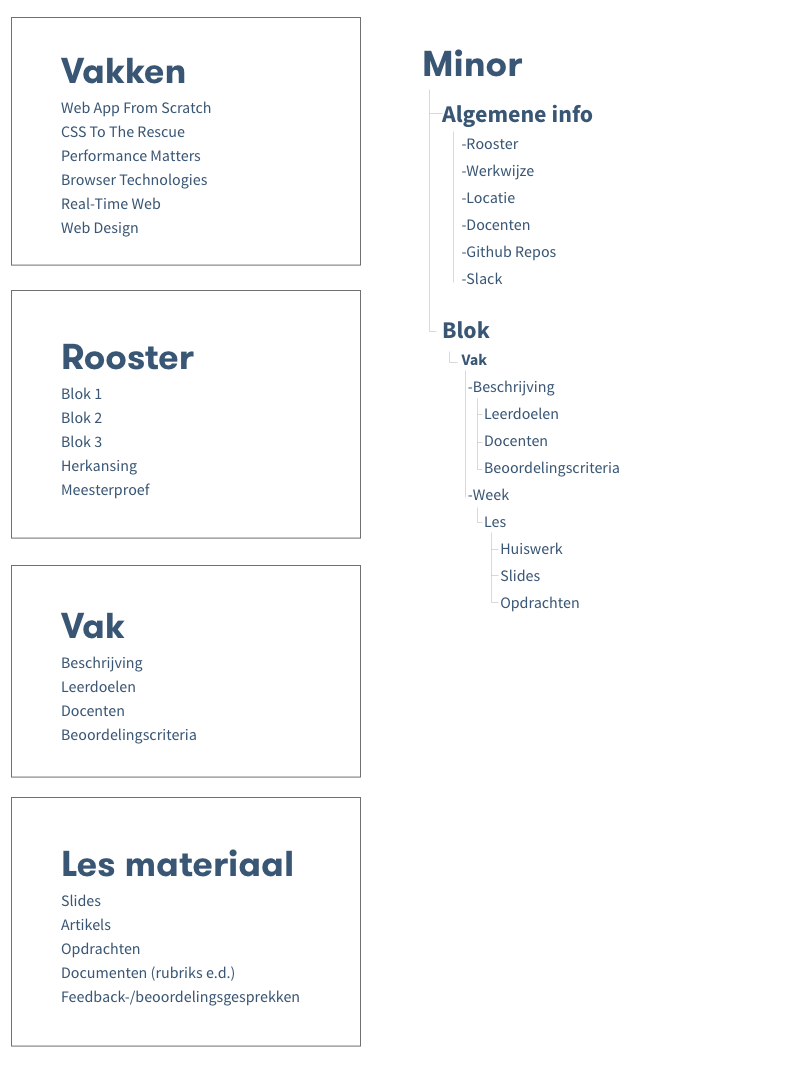 Vakken
Web App From Scratch
CSS To The Rescue
Performance Matters
Browser Technologies
Real-Time Web
Web Design
Rooster
Blok 1
Blok 2
Blok 3
Herkansing
Meesterproef
Vak
Beschrijving
Leerdoelen
Docenten
Beoordelingscriteria
Les materiaal
Slides
Artikels
Opdrachten
Documenten (rubriks e.d.)
Feedback-/beoordelingsgesprekken
Minor
Algemene info
-Rooster
-Werkwijze
-Locatie
-Docenten
-Github Repos
-Slack
Blok
Vak
-Beschrijving
Leerdoelen
Docenten
Beoordelingscriteria
-Week
Les
Huiswerk
Slides
Opdrachten